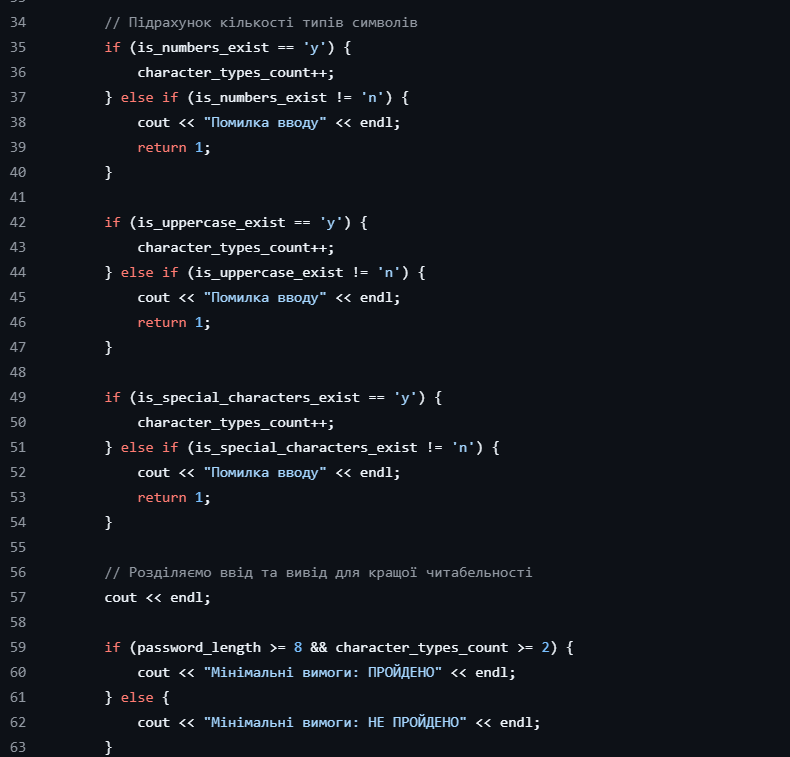 34 // Підрахунок кількості типів символів
35 if (is_numbers_exist == 'y') {
36 character_types_count++;
37 } else if (is_numbers_exist != 'n') {
38 cout << "Помилка вводу" << endl;
39 return 1;
40 }
41
42 if (is_uppercase_exist == 'y') {
43 character_types_count++;
44 } else if (is_uppercase_exist != 'n') {
45 cout << "Помилка вводу" << endl;
46 return 1;
47 }
48
49 if (is_special_characters_exist == 'y') {
50 character_types_count++;
51 } else if (is_special_characters_exist != 'n') {
52 cout << "Помилка вводу" << endl;
53 return 1;
54 }
55
56 // Розділяємо ввід та вивід для кращої читабельності
57 cout << endl;
58
59 if (password_length >= 8 && character_types_count >= 2) {
60 cout << "Мінімальні вимоги: ПРОЙДЕНО" << endl;
61 } else {
62 cout << "Мінімальні вимоги: НЕ ПРОЙДЕНО" << endl;
63 }